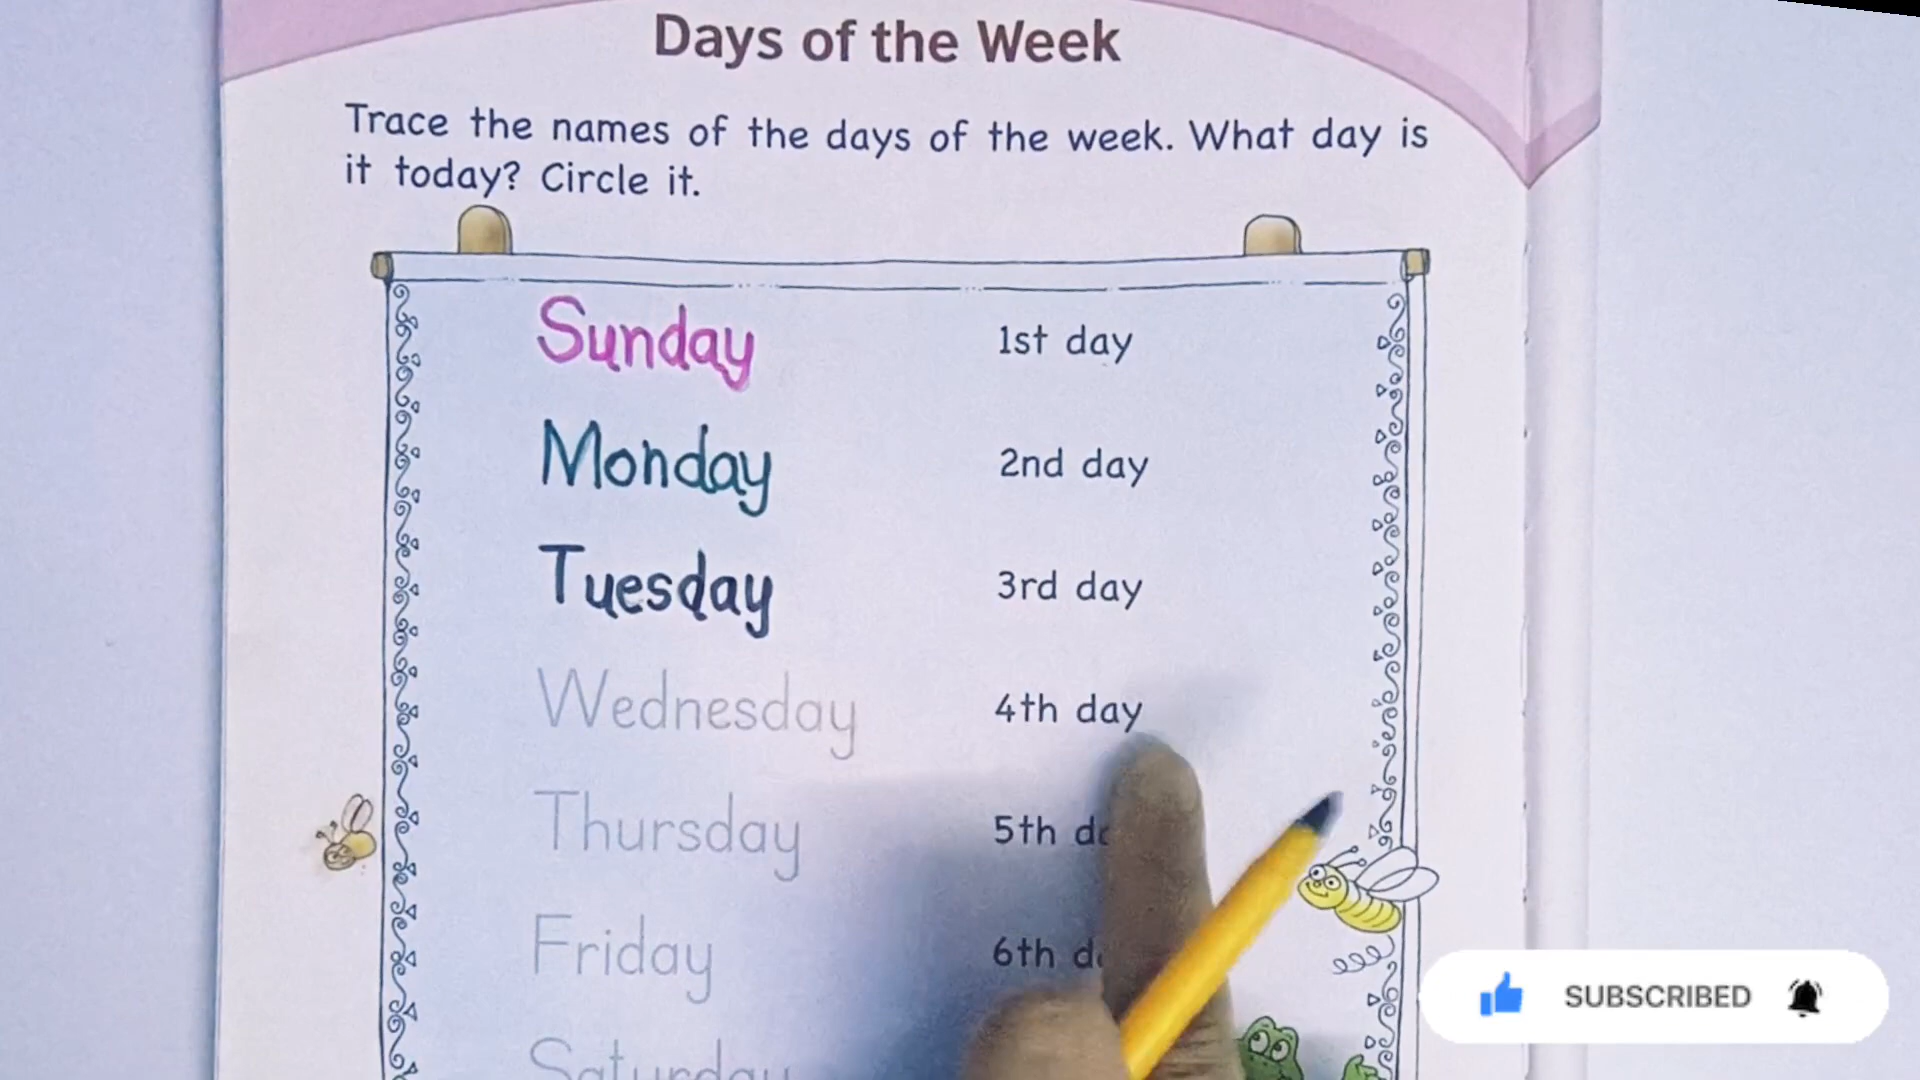 Days of the Week
Trace the names of the days of the week. What day is
it today? Circle it.
Sunday 1st day
Monday 2nd day
Tuesday 3rd day
Wednesday 4th day
Thursday 5th
Friday 6th
Saturday
SUBSCRIBED